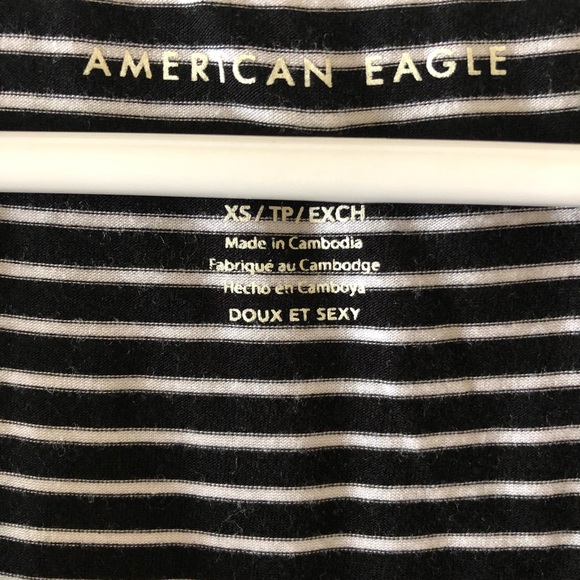 AMERICAN EAGLE
XS/TP/EXCH
Made in Cambodia
Fabriqué au Cambodge
Hecho en Camboya
DOUX ET SEXY